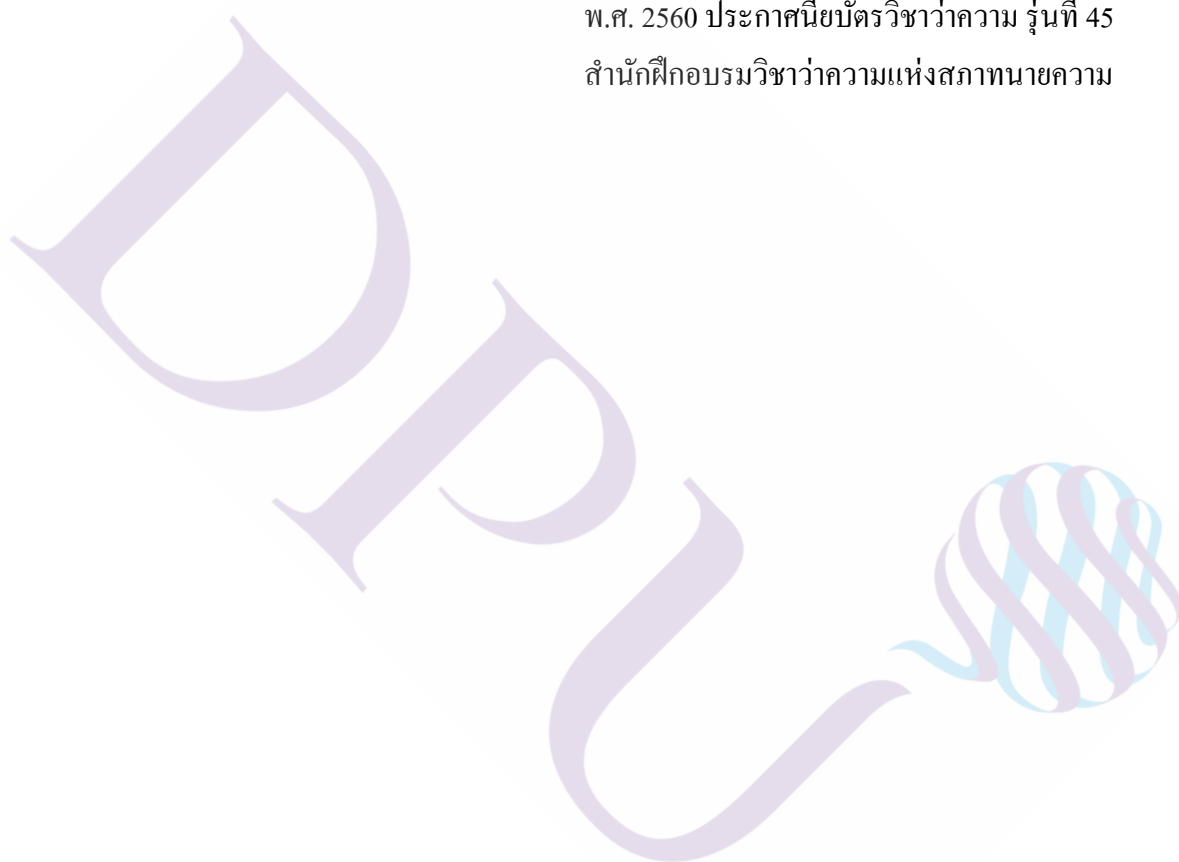 พ.ศ. 2560 ประกาศนียบัตรวิชาว่าความ รุ่นที่ 45
สำนักฝึกอบรมวิชาว่าความแห่งสภาทนายความ
DPU